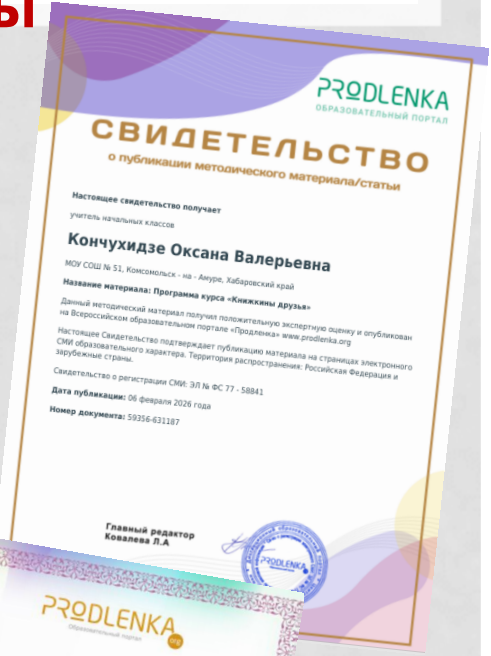 Ы
PRODLENKA
ОБРАЗОВАТЕЛЬНЫЙ ПОРТАЛ
СВИДЕТЕЛЬСТВО
о публикации методического материала/статьи
Настоящее свидетельство получает
учитель начальных классов
Кончухидзе Оксана Валерьевна
МОУ СОШ № 51, Комсомольск - на - Амуре, Хабаровский край
Название материала: Программа курса «Книжкины друзья»
Данный методический материал получил положительную экспертную оценку и опубликован
на Всероссийском образовательном портале «Продленка» www.prodlenka.org
Настоящее Свидетельство подтверждает публикацию материала на страницах электронного
СМИ образовательного характера. Территория распространения: Российская Федерация и
зарубежные страны.
Свидетельство о регистрации СМИ: ЭЛ № ФС 77 - 58841
Дата публикации: 06 февраля 2026 года
Номер документа: 59356-631187
Главный редактор
Ковалева Л.А
PRODLENKA
PRODLENKA
org
Образовательный портал